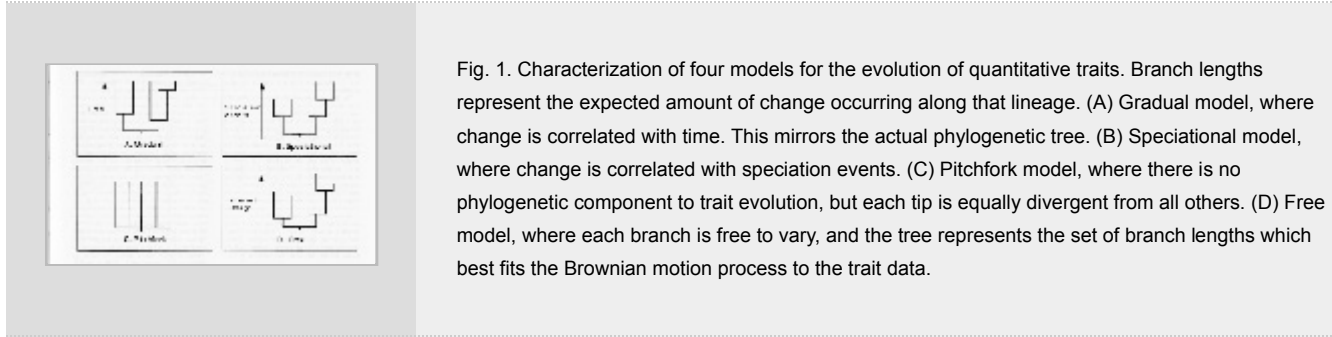 Fig. 1. Characterization of four models for the evolution of quantitative traits. Branch lengths
represent the expected amount of change occurring along that lineage. (A) Gradual model, where
change is correlated with time. This mirrors the actual phylogenetic tree. (B) Speciational model,
where change is correlated with speciation events. (C) Pitchfork model, where there is no
phylogenetic component to trait evolution, but each tip is equally divergent from all others. (D) Free
model, where each branch is free to vary, and the tree represents the set of branch lengths which
best fits the Brownian motion process to the trait data.
A. Gradual
B. Speciational
C. Pitchfork
D. Free